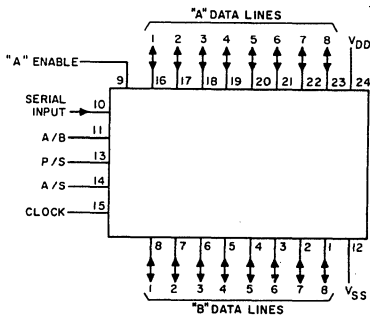 "A" DATA LINES
1 2 3 4 5 6 7 8
VDD
"A" ENABLE
9 16 17 18 19 20 21 22 23 24
SERIAL
INPUT 10
A/B 11
P/S 13
A/S 14
CLOCK 15
8 7 6 5 4 3 2 1 12
1 2 3 4 5 6 7 8
VSS
"B" DATA LINES